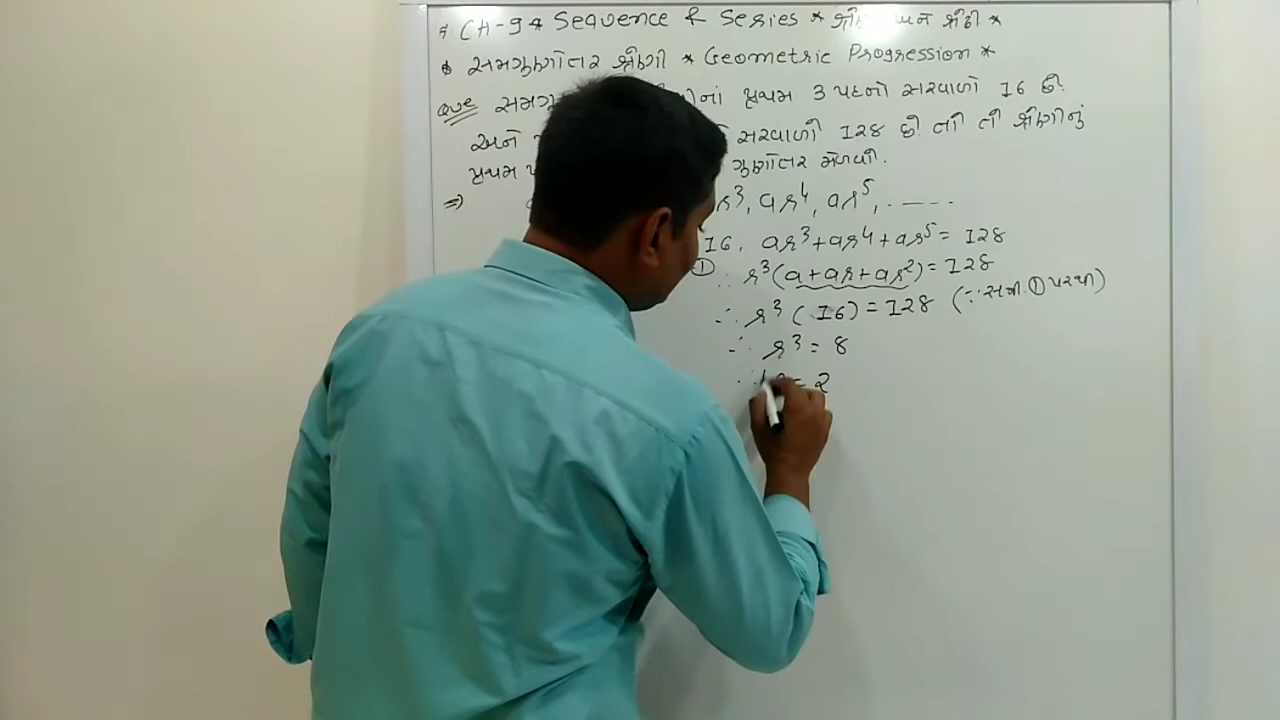 * CH-9 * Sequence & Series * શ્રેણી અને શ્રેઢી *
* સમગુણોત્તર શ્રેણી * Geometric Progression *
Que સમગુ નાં પ્રથમ 3 પદનો સરવાળો 16 છે.
અને સરવાળો 128 છે તો તે શ્રેણીનું
પ્રથમ ગુણોત્તર મેળવો.
⇒ r³, ar⁴, ar⁵, ------
16, ar³+ar⁴+ar⁵ = 128
① ∴ r³(a+ar+ar²) = 128
∴ r³(16) = 128 (∵ સમી. ① પરથી)
∴ r³ = 8
∴ = 2